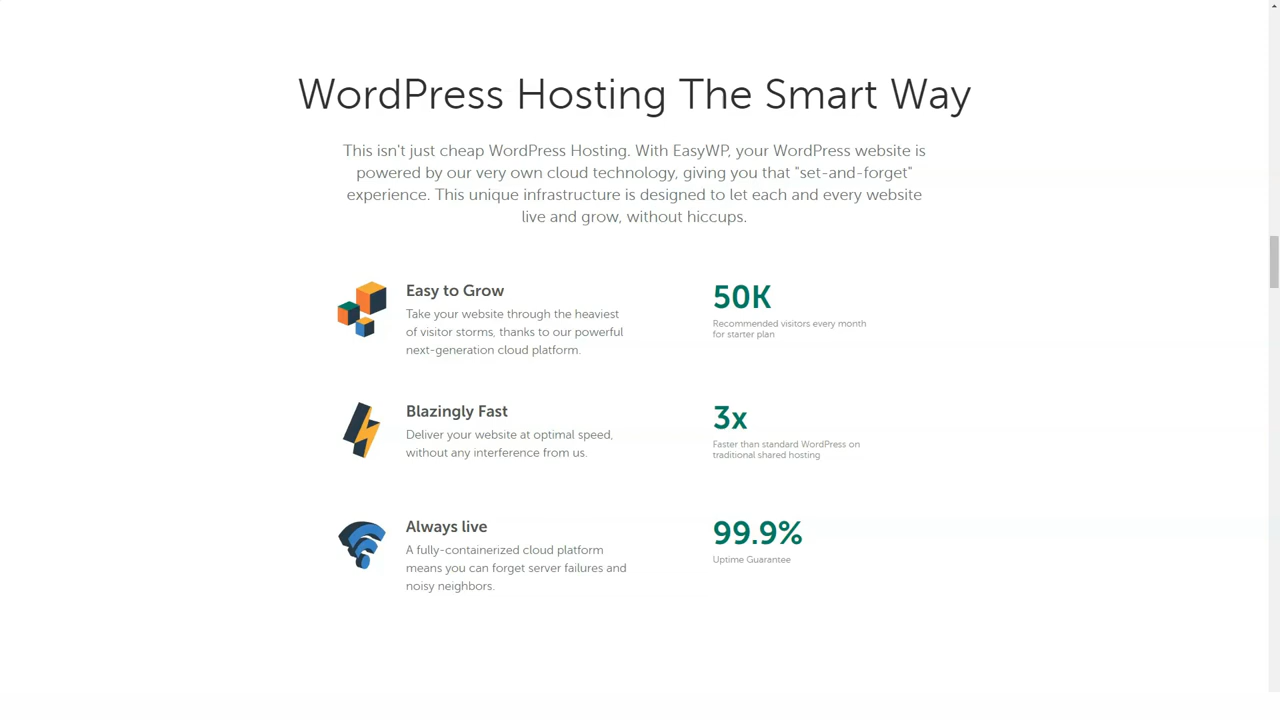 WordPress Hosting The Smart Way
This isn't just cheap WordPress Hosting. With EasyWP, your WordPress website is
powered by our very own cloud technology, giving you that "set-and-forget"
experience. This unique infrastructure is designed to let each and every website
live and grow, without hiccups.
Easy to Grow
Take your website through the heaviest
of visitor storms, thanks to our powerful
next-generation cloud platform.
50K
Recommended visitors every month
for starter plan
Blazingly Fast
Deliver your website at optimal speed,
without any interference from us.
3x
Faster than standard WordPress on
traditional shared hosting
Always live
A fully-containerized cloud platform
means you can forget server failures and
noisy neighbors.
99.9%
Uptime Guarantee